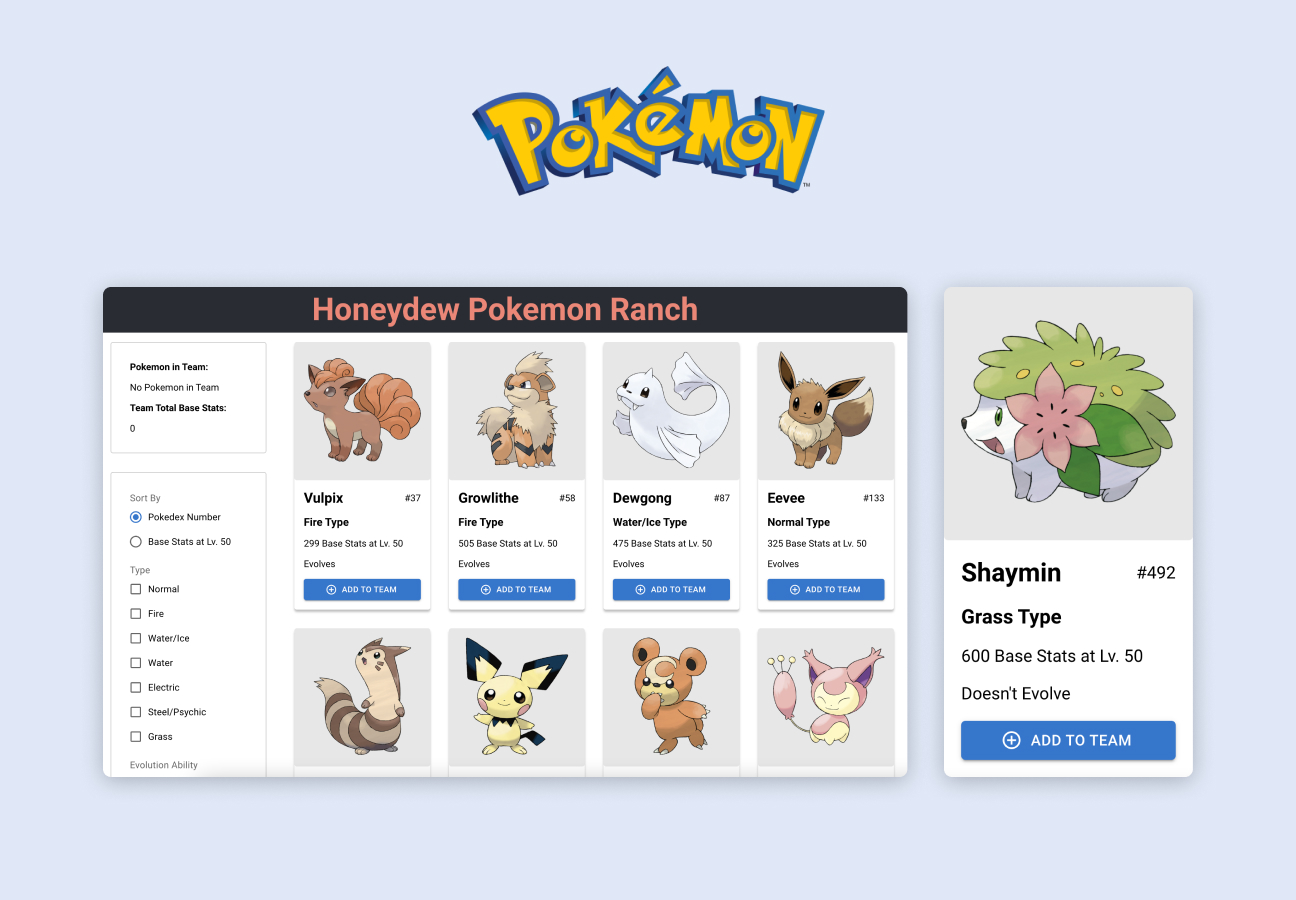 POKéMON
TM
Honeydew Pokemon Ranch
Pokemon in Team:
No Pokemon in Team
Team Total Base Stats:
0
Sort By
Pokedex Number
Base Stats at Lv. 50
Type
Normal
Fire
Water/Ice
Water
Electric
Steel/Psychic
Grass
Evolution Ability
Vulpix #37
Fire Type
299 Base Stats at Lv. 50
Evolves
ADD TO TEAM
Growlithe #58
Fire Type
505 Base Stats at Lv. 50
Evolves
ADD TO TEAM
Dewgong #87
Water/Ice Type
475 Base Stats at Lv. 50
Evolves
ADD TO TEAM
Eevee #133
Normal Type
325 Base Stats at Lv. 50
Evolves
ADD TO TEAM
Shaymin #492
Grass Type
600 Base Stats at Lv. 50
Doesn't Evolve
ADD TO TEAM